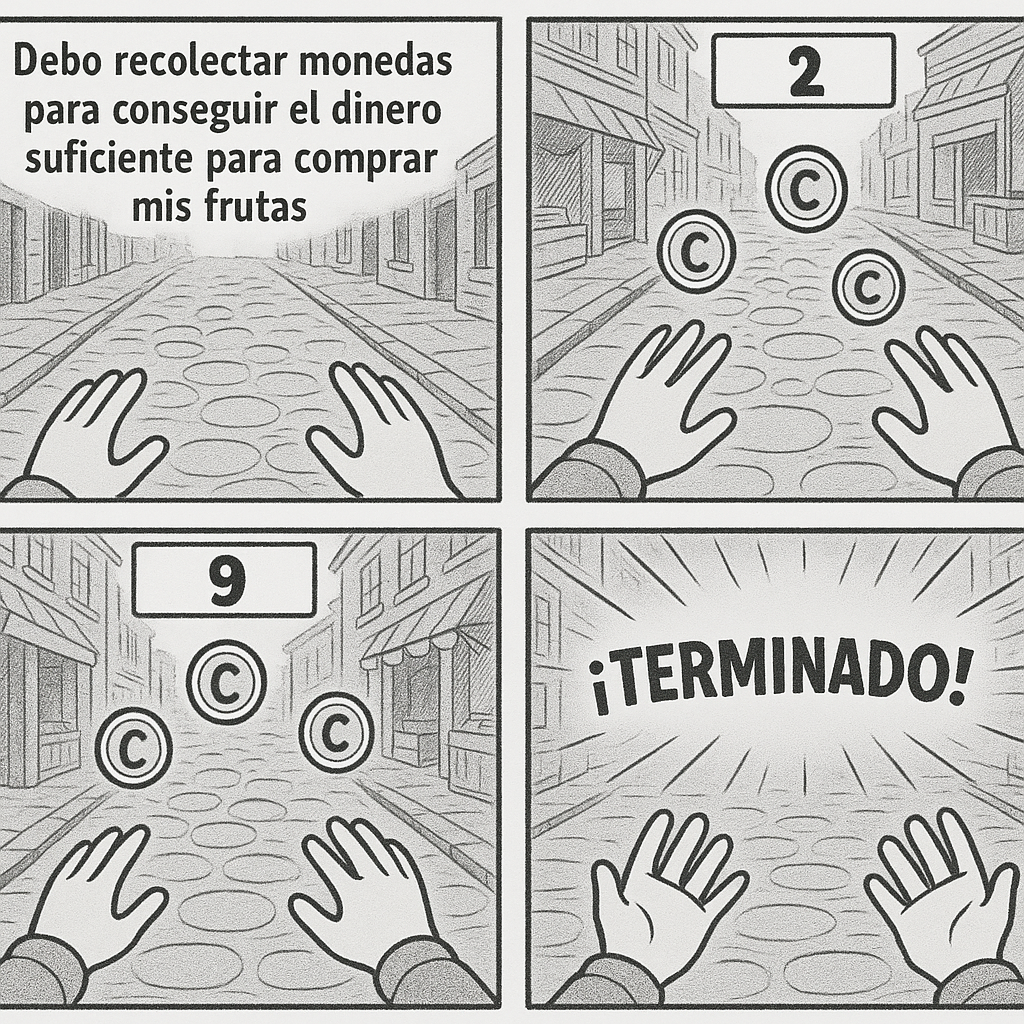 Debo recolectar monedas
para conseguir el dinero
suficiente para comprar
mis frutas
2
C
C
C
9
C
C
C
¡TERMINADO!